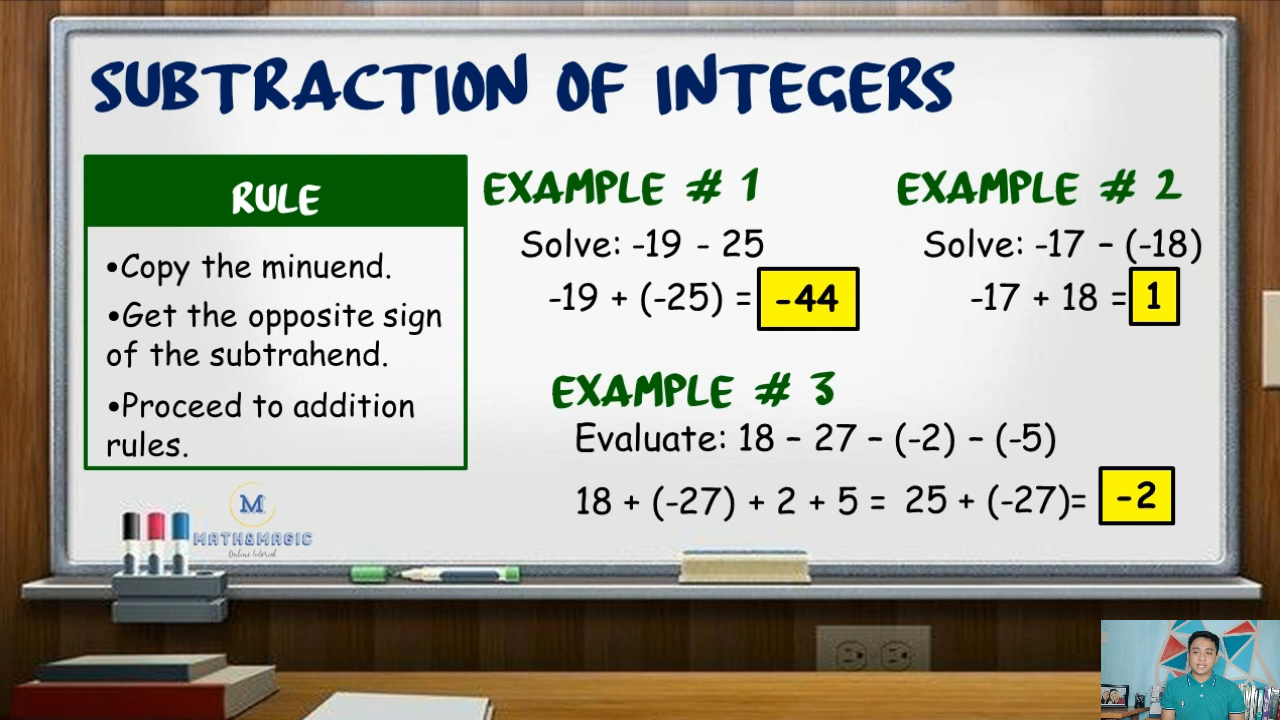 SUBTRACTION OF INTEGERS
RULE
•Copy the minuend.
•Get the opposite sign
of the subtrahend.
•Proceed to addition
rules.
EXAMPLE # 1
Solve: -19 - 25
-19 + (-25) = -44
EXAMPLE # 2
Solve: -17 – (-18)
-17 + 18 = 1
EXAMPLE # 3
Evaluate: 18 – 27 – (-2) – (-5)
18 + (-27) + 2 + 5 = 25 + (-27)= -2
M
MATH&MAGIC
Online tutorial